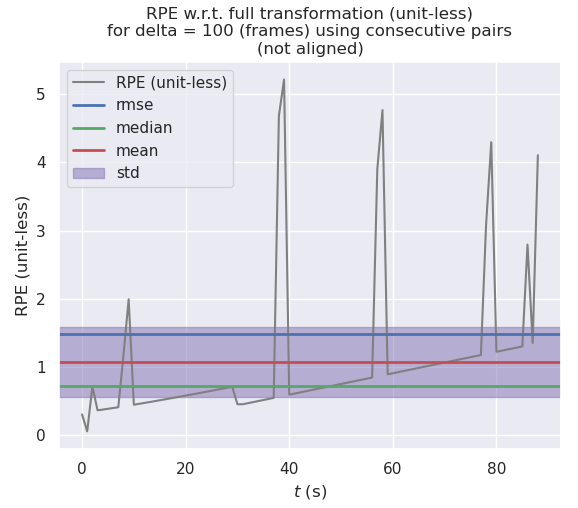 RPE w.r.t. full transformation (unit-less)
for delta = 100 (frames) using consecutive pairs
(not aligned)
RPE (unit-less)
rmse
median
mean
std
RPE (unit-less)
5
4
3
2
1
0
0
20
40
60
80
t (s)